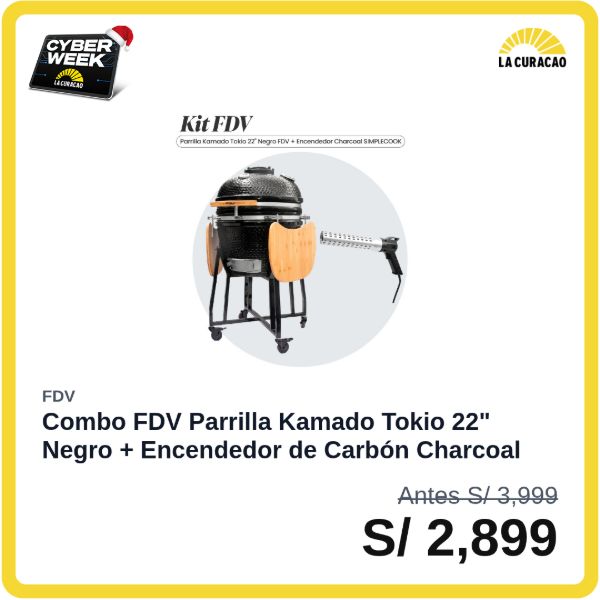 CYBER
WEEK
LA CURACAO
LA CURACAO
Kit FDV
Parrilla Kamado Tokio 22" Negro FDV + Encendedor Charcoal SIMPLECOOK
FDV
Combo FDV Parrilla Kamado Tokio 22"
Negro + Encendedor de Carbón Charcoal
Antes S/ 3,999
S/ 2,899